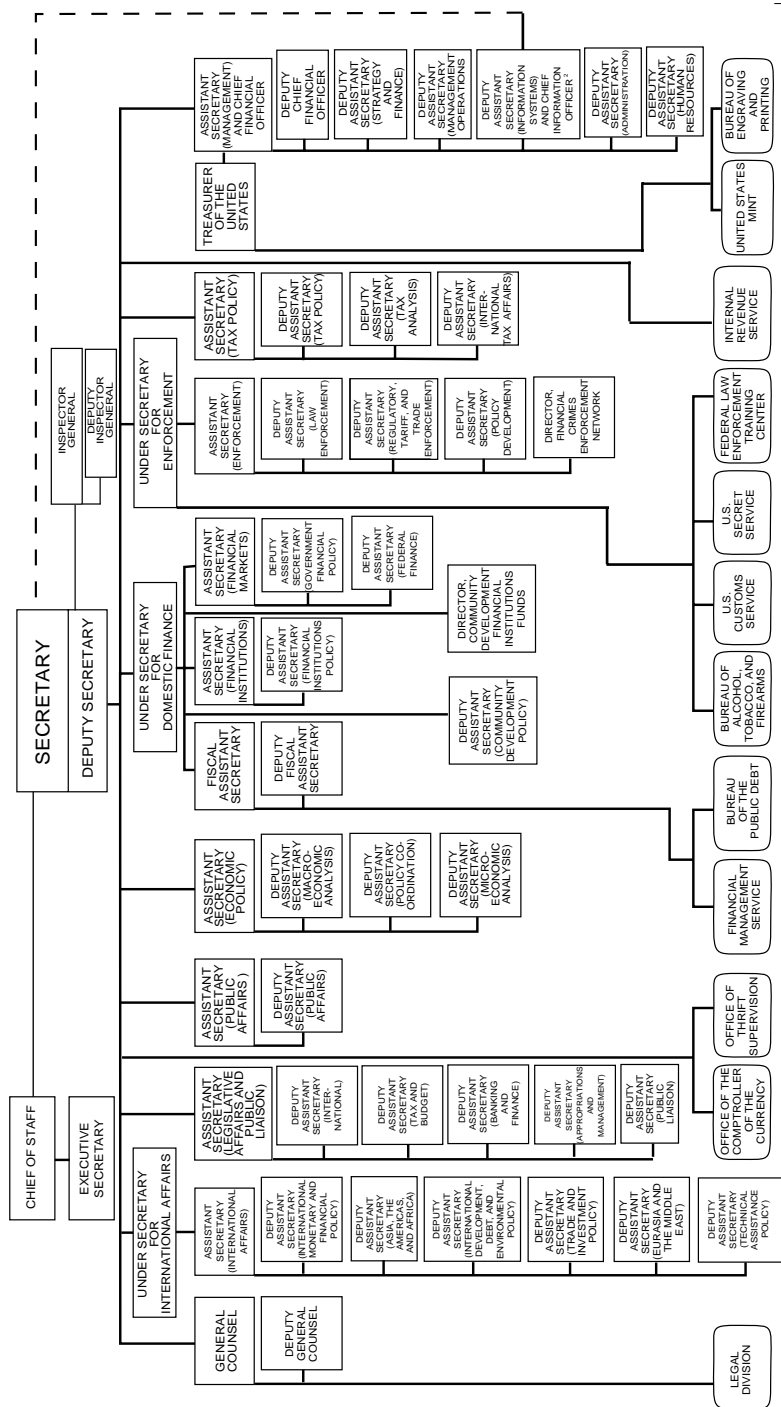 SECRETARY
DEPUTY SECRETARY
CHIEF OF STAFF
EXECUTIVE
SECRETARY
INSPECTOR
GENERAL
DEPUTY
INSPECTOR
GENERAL
GENERAL
COUNSEL
DEPUTY
GENERAL
COUNSEL
LEGAL
DIVISION
UNDER SECRETARY
FOR
INTERNATIONAL AFFAIRS
ASSISTANT
SECRETARY
(INTERNATIONAL
AFFAIRS)
DEPUTY
ASSISTANT
SECRETARY
(INTERNATIONAL
MONETARY AND
FINANCIAL
POLICY)
DEPUTY
ASSISTANT
SECRETARY
(ASIA, THE
AMERICAS,
AND AFRICA)
DEPUTY
ASSISTANT
SECRETARY
(INTERNATIONAL
DEVELOPMENT,
DEBT, AND
ENVIRONMENTAL
POLICY)
DEPUTY
ASSISTANT
SECRETARY
(TRADE AND
INVESTMENT
POLICY)
DEPUTY
ASSISTANT
SECRETARY
(EURASIA AND
THE MIDDLE
EAST)
DEPUTY
ASSISTANT
SECRETARY
(TECHNICAL
ASSISTANCE
POLICY)
ASSISTANT
SECRETARY
(LEGISLATIVE
AFFAIRS AND
PUBLIC
LIAISON)
DEPUTY
ASSISTANT
SECRETARY
(INTER-
NATIONAL)
DEPUTY
ASSISTANT
SECRETARY
(TAX AND
BUDGET)
DEPUTY
ASSISTANT
SECRETARY
(BANKING
AND
FINANCE)
DEPUTY
ASSISTANT
SECRETARY
(APPROPRIATIONS
AND
MANAGEMENT)
DEPUTY
ASSISTANT
SECRETARY
(PUBLIC
LIAISON)
OFFICE OF THE
COMPTROLLER
OF THE
CURRENCY
OFFICE OF
THRIFT
SUPERVISION
ASSISTANT
SECRETARY
(PUBLIC
AFFAIRS )
DEPUTY
ASSISTANT
SECRETARY
(PUBLIC
AFFAIRS)
ASSISTANT
SECRETARY
(ECONOMIC
POLICY)
DEPUTY
ASSISTANT
SECRETARY
(MACRO-
ECONOMIC
ANALYSIS)
DEPUTY
ASSISTANT
SECRETARY
(POLICY CO-
ORDINATION)
DEPUTY
ASSISTANT
SECRETARY
(MICRO-
ECONOMIC
ANALYSIS)
UNDER SECRETARY
FOR
DOMESTIC FINANCE
FISCAL
ASSISTANT
SECRETARY
DEPUTY
FISCAL
ASSISTANT
SECRETARY
FINANCIAL
MANAGEMENT
SERVICE
BUREAU
OF THE
PUBLIC DEBT
DEPUTY
ASSISTANT
SECRETARY
(COMMUNITY
DEVELOPMENT
POLICY)
ASSISTANT
SECRETARY
(FINANCIAL
INSTITUTIONS)
DEPUTY
ASSISTANT
SECRETARY
(FINANCIAL
INSTITUTIONS
POLICY)
DIRECTOR,
COMMUNITY
DEVELOPMENT
FINANCIAL
INSTITUTIONS
FUNDS
ASSISTANT
SECRETARY
(FINANCIAL
MARKETS)
DEPUTY
ASSISTANT
SECRETARY
(GOVERNMENT
FINANCIAL
POLICY)
DEPUTY
ASSISTANT
SECRETARY
(FEDERAL
FINANCE)
UNDER SECRETARY
FOR
ENFORCEMENT
ASSISTANT
SECRETARY
(ENFORCEMENT)
DEPUTY
ASSISTANT
SECRETARY
(LAW
ENFORCEMENT)
DEPUTY
ASSISTANT
SECRETARY
(REGULATORY,
TARIFF, AND
TRADE
ENFORCEMENT)
DEPUTY
ASSISTANT
SECRETARY
(POLICY
DEVELOPMENT)
DIRECTOR,
FINANCIAL
CRIMES
ENFORCEMENT
NETWORK
BUREAU OF
ALCOHOL,
TOBACCO, AND
FIREARMS
U.S.
CUSTOMS
SERVICE
U.S.
SECRET
SERVICE
FEDERAL LAW
ENFORCEMENT
TRAINING
CENTER
ASSISTANT
SECRETARY
(TAX POLICY)
DEPUTY
ASSISTANT
SECRETARY
(TAX POLICY)
DEPUTY
ASSISTANT
SECRETARY
(TAX
ANALYSIS)
DEPUTY
ASSISTANT
SECRETARY
(INTER-
NATIONAL
TAX AFFAIRS)
INTERNAL
REVENUE
SERVICE
TREASURER
OF THE
UNITED
STATES
UNITED STATES
MINT
BUREAU OF
ENGRAVING
AND
PRINTING
ASSISTANT
SECRETARY
(MANAGEMENT)
AND CHIEF
FINANCIAL
OFFICER
DEPUTY
CHIEF
FINANCIAL
OFFICER
DEPUTY
ASSISTANT
SECRETARY
(STRATEGY
AND
FINANCE)
DEPUTY
ASSISTANT
SECRETARY
(MANAGEMENT
OPERATIONS
DEPUTY
ASSISTANT
SECRETARY
(INFORMATION
SYSTEMS)
AND CHIEF
INFORMATION
OFFICER 2
DEPUTY
ASSISTANT
SECRETARY
(ADMINISTRATION)
DEPUTY
ASSISTANT
SECRETARY
(HUMAN
RESOURCES)